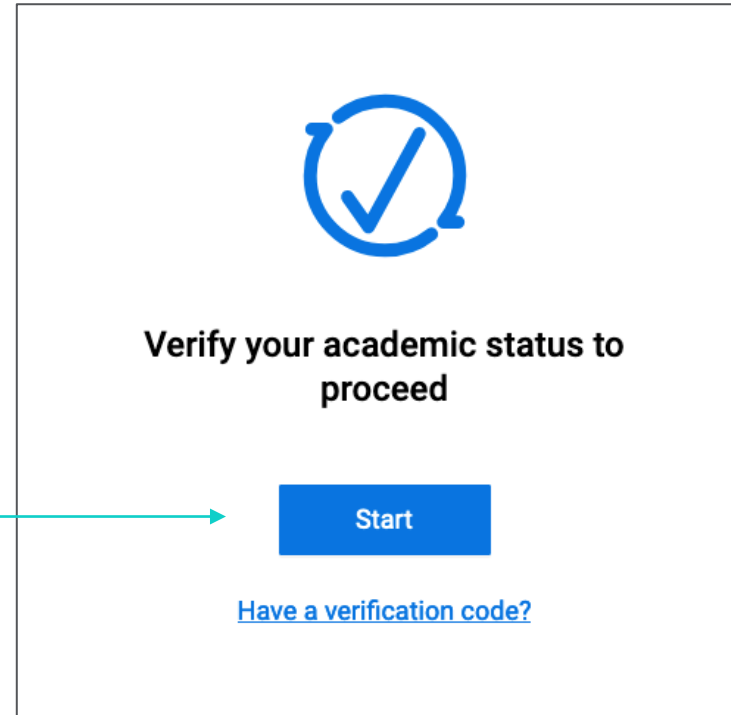 Verify your academic status to
proceed
Start
Have a verification code?